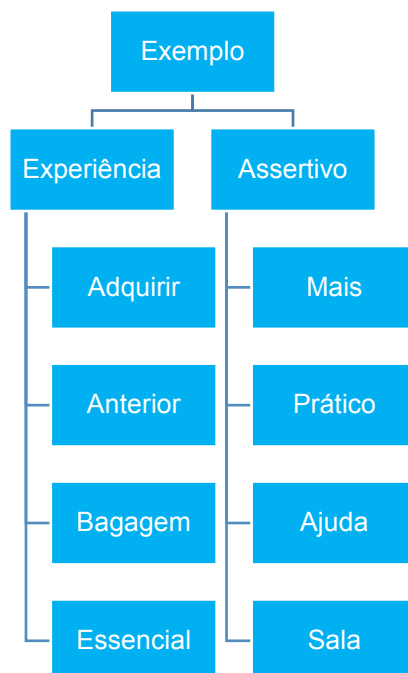 Exemplo
Experiência
Adquirir
Anterior
Bagagem
Essencial
Assertivo
Mais
Prático
Ajuda
Sala